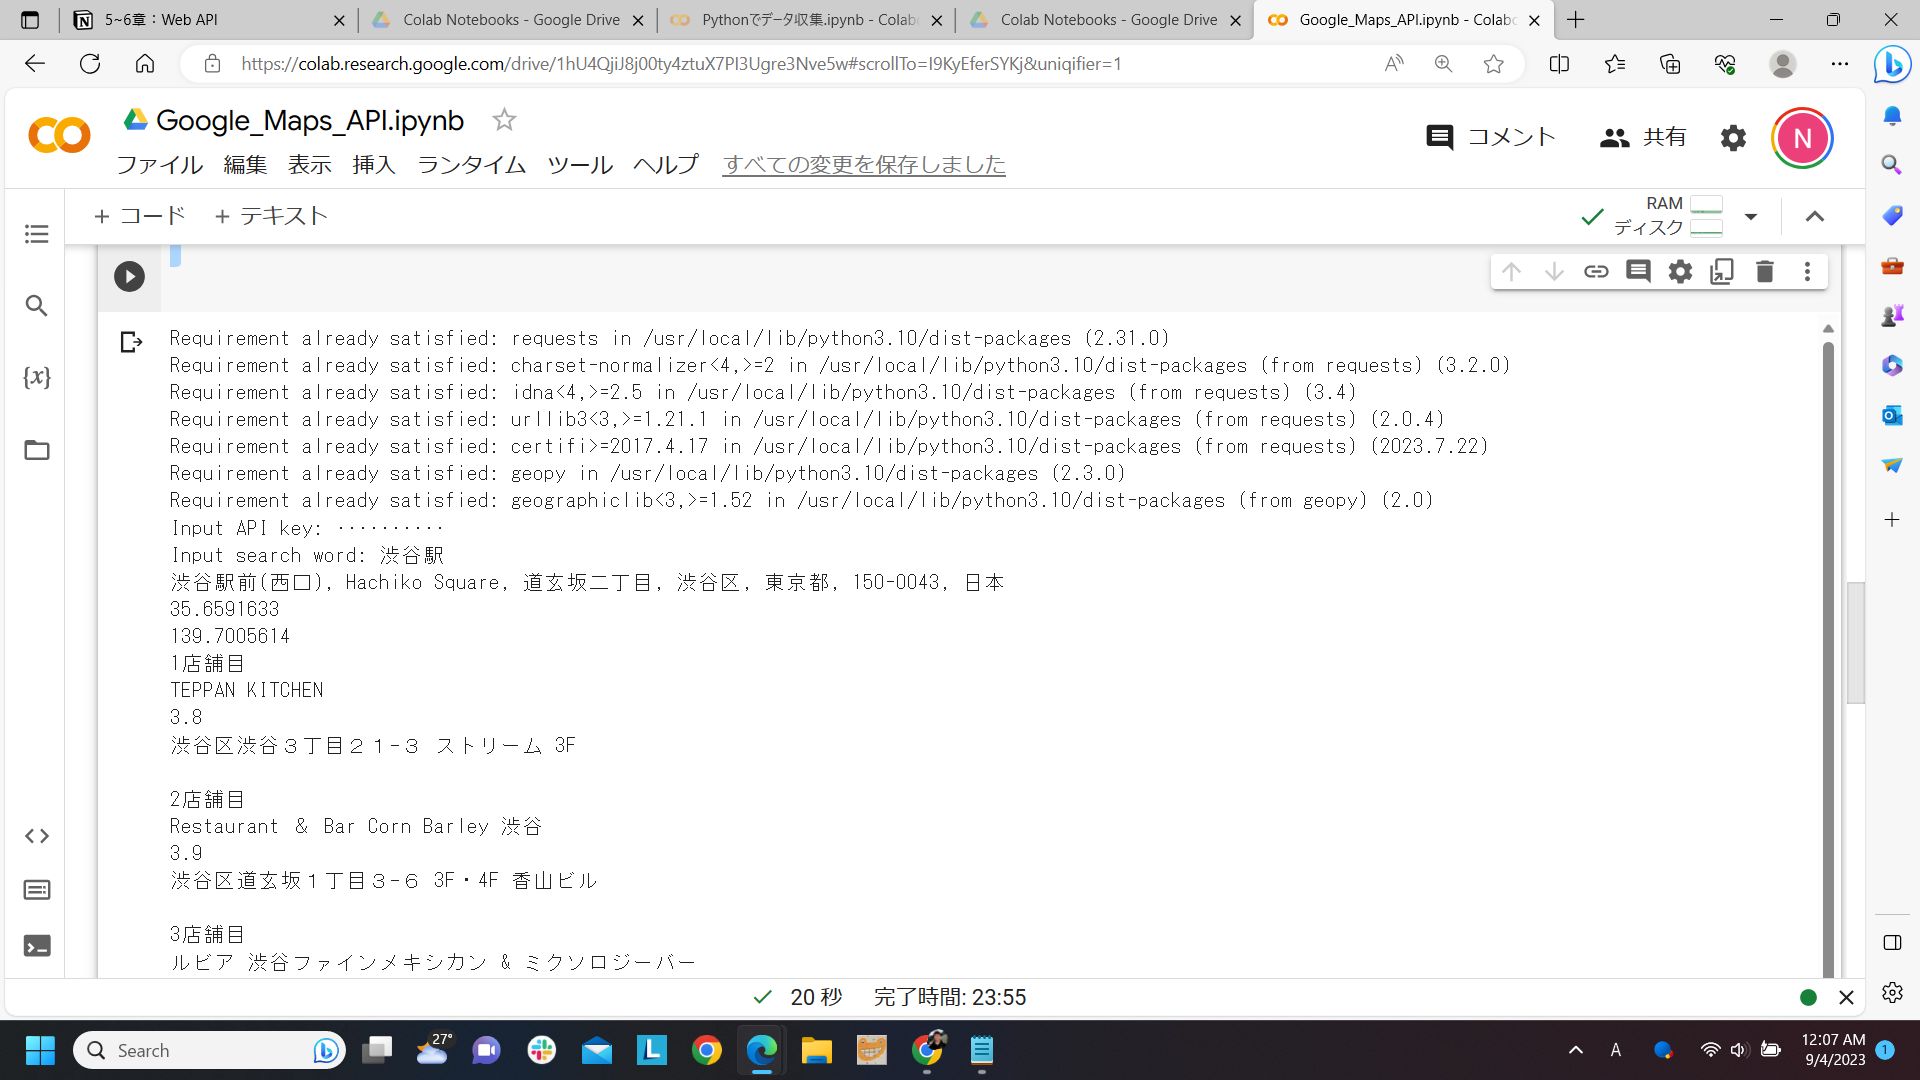 5~6章：Web API
Colab Notebooks - Google Drive
Pythonでデータ収集.ipynb - Colabo
Colab Notebooks - Google Drive
Google_Maps_API.ipynb - Colabo
https://colab.research.google.com/drive/1hU4QjiJ8j00ty4ztuX7PI3Ugre3Nve5w#scrollTo=I9KyEferSYKj&uniqifier=1
Google_Maps_API.ipynb
コメント 共有 N
ファイル 編集 表示 挿入 ランタイム ツール ヘルプ すべての変更を保存しました
+ コード + テキスト
RAM
ディスク
Requirement already satisfied: requests in /usr/local/lib/python3.10/dist-packages (2.31.0)
Requirement already satisfied: charset-normalizer<4,>=2 in /usr/local/lib/python3.10/dist-packages (from requests) (3.2.0)
Requirement already satisfied: idna<4,>=2.5 in /usr/local/lib/python3.10/dist-packages (from requests) (3.4)
Requirement already satisfied: urllib3<3,>=1.21.1 in /usr/local/lib/python3.10/dist-packages (from requests) (2.0.4)
Requirement already satisfied: certifi>=2017.4.17 in /usr/local/lib/python3.10/dist-packages (from requests) (2023.7.22)
Requirement already satisfied: geopy in /usr/local/lib/python3.10/dist-packages (2.3.0)
Requirement already satisfied: geographiclib<3,>=1.52 in /usr/local/lib/python3.10/dist-packages (from geopy) (2.0)
Input API key: ··········
Input search word: 渋谷駅
渋谷駅前(西口), Hachiko Square, 道玄坂二丁目, 渋谷区, 東京都, 150-0043, 日本
35.6591633
139.7005614
1店舗目
TEPPAN KITCHEN
3.8
渋谷区渋谷３丁目２１−３ ストリーム 3F
2店舗目
Restaurant ＆ Bar Corn Barley 渋谷
3.9
渋谷区道玄坂１丁目３−６ 3F・4F 香山ビル
3店舗目
ルビア 渋谷ファインメキシカン & ミクソロジーバー
20 秒 完了時間: 23:55
Search
27°
A
12:07 AM
9/4/2023
1